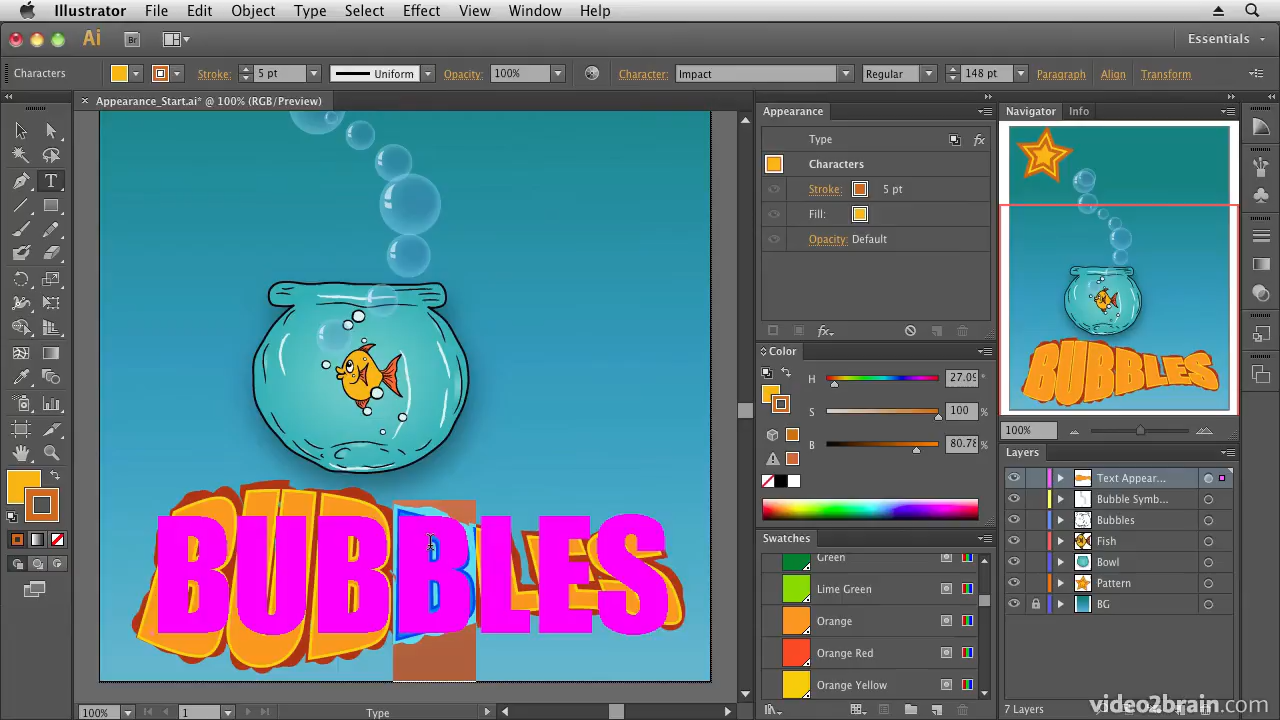 Illustrator File Edit Object Type Select Effect View Window Help
Ai Br Essentials
Characters Stroke: 5 pt Uniform Opacity: 100% Character: Impact Regular 148 pt Paragraph Align Transform
Appearance_Start.ai* @ 100% (RGB/Preview)
Appearance
Type fx
Characters
Stroke: 5 pt
Fill:
Opacity: Default
fx
Color
H 27.09 °
S 100 %
B 80.78 %
Swatches
Green
Lime Green
Orange
Orange Red
Orange Yellow
Navigator Info
BUBBLES
100%
Layers
Text Appear...
Bubble Symb...
Bubbles
Fish
Bowl
Pattern
BG
7 Layers
T
BUBBLES
100% 1 Type
video2brain.com